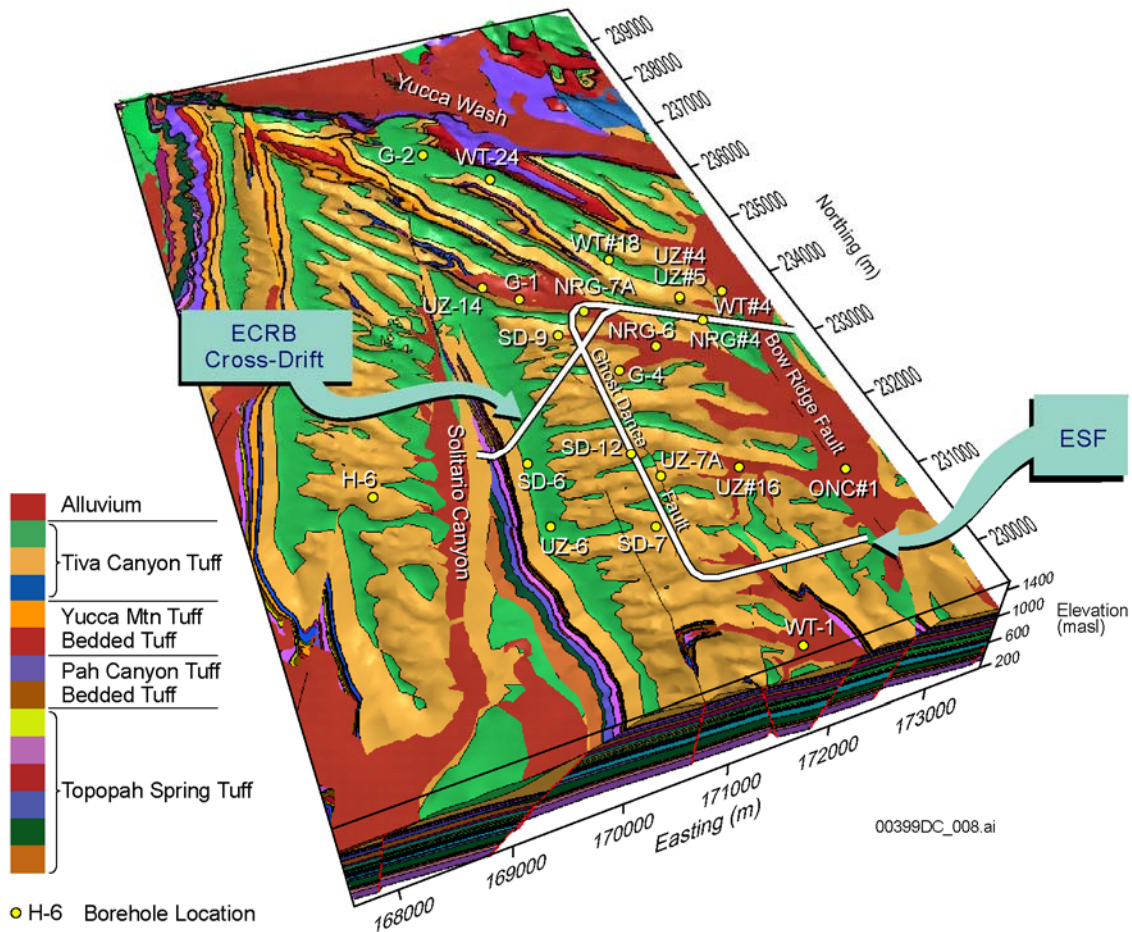 239000
238000
237000
236000
235000
234000
233000
232000
231000
230000
Northing (m)
Yucca Wash
G-2
WT-24
WT#18
UZ#4
UZ#5
G-1
NRG-7A
UZ-14
WT#4
SD-9
NRG-6
NRG#4
G-4
Ghost Dance
Fault
Bow Ridge Fault
ECRB
Cross-Drift
ESF
Solitario Canyon
SD-12
UZ-7A
SD-6
UZ#16
ONC#1
H-6
UZ-6
SD-7
WT-1
1400
1000
600
200
Elevation
(masl)
168000
169000
170000
171000
172000
173000
Easting (m)
Alluvium
Tiva Canyon Tuff
Yucca Mtn Tuff
Bedded Tuff
Pah Canyon Tuff
Bedded Tuff
Topopah Spring Tuff
H-6 Borehole Location
00399DC_008.ai